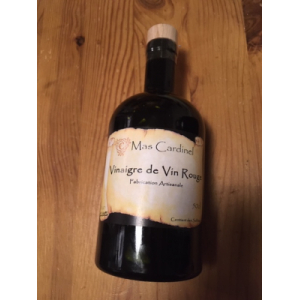 Mas Cardinel
Vinaigre de Vin Rouge
Fabrication Artisanale